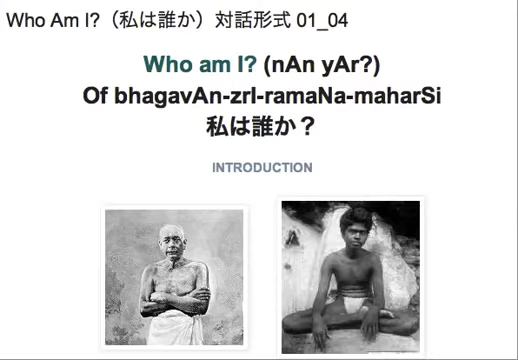 Who Am I?（私は誰か）対話形式 01_04
Who am I? (nAn yAr?)
Of bhagavAn-zrI-ramaNa-maharSi
私は誰か？
INTRODUCTION